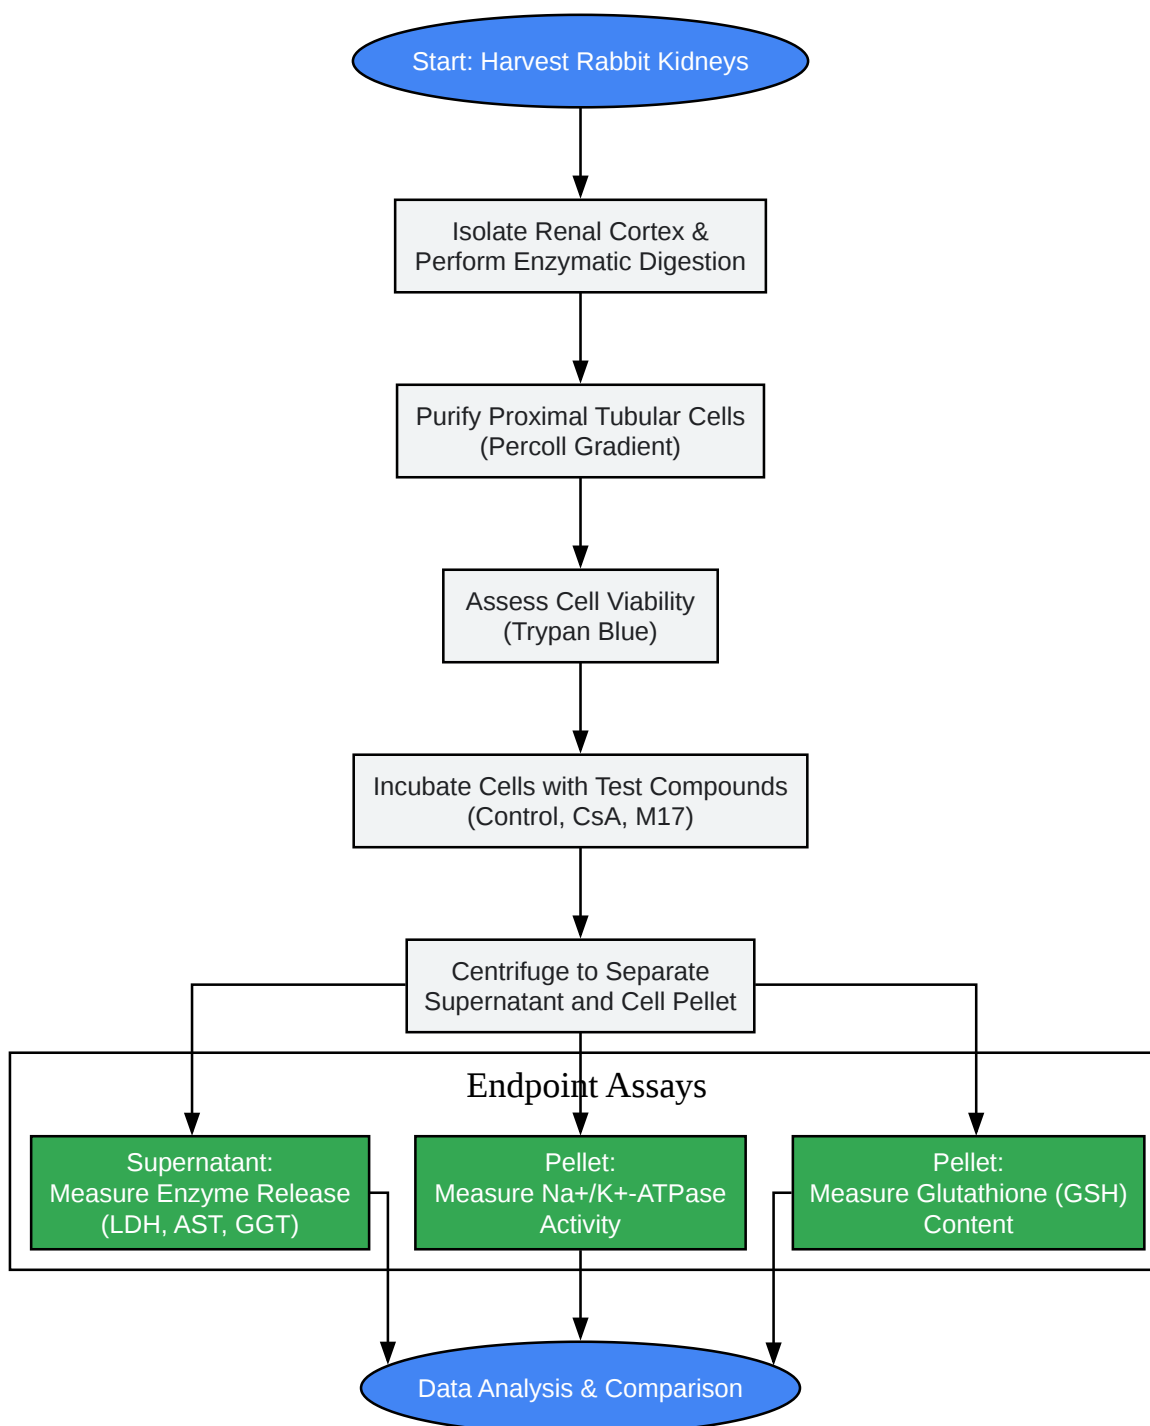 Start: Harvest Rabbit Kidneys
Isolate Renal Cortex &
Perform Enzymatic Digestion
Purify Proximal Tubular Cells
(Percoll Gradient)
Assess Cell Viability
(Trypan Blue)
Incubate Cells with Test Compounds
(Control, CsA, M17)
Centrifuge to Separate
Supernatant and Cell Pellet
Endpoint Assays
Supernatant:
Measure Enzyme Release
(LDH, AST, GGT)
Pellet:
Measure Na+/K+-ATPase
Activity
Pellet:
Measure Glutathione (GSH)
Content
Data Analysis & Comparison